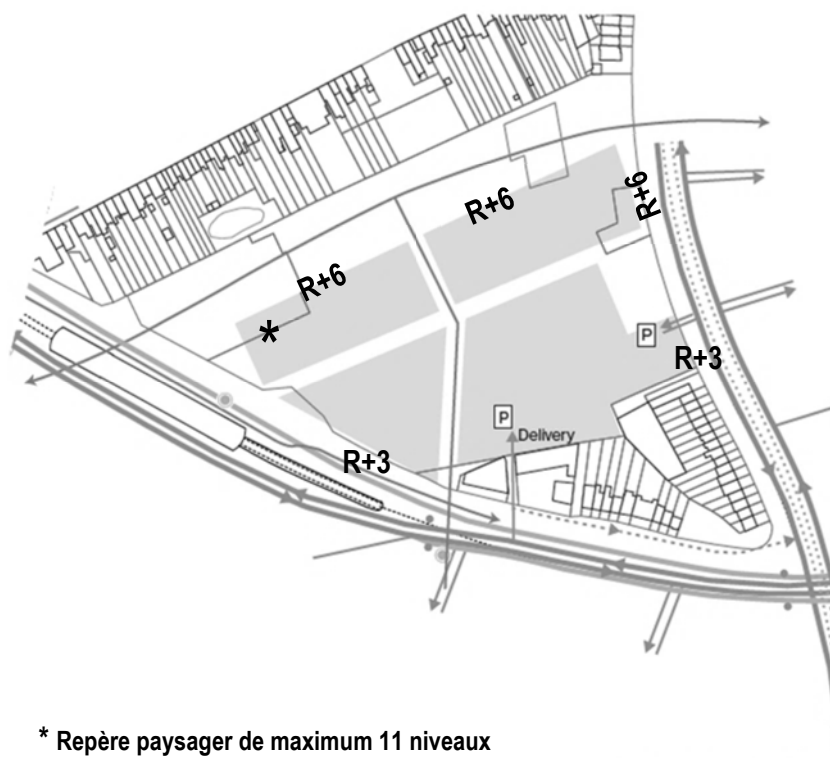 R+6
R+6
R+6
P
R+3
P
Delivery
R+3
* Repère paysager de maximum 11 niveaux